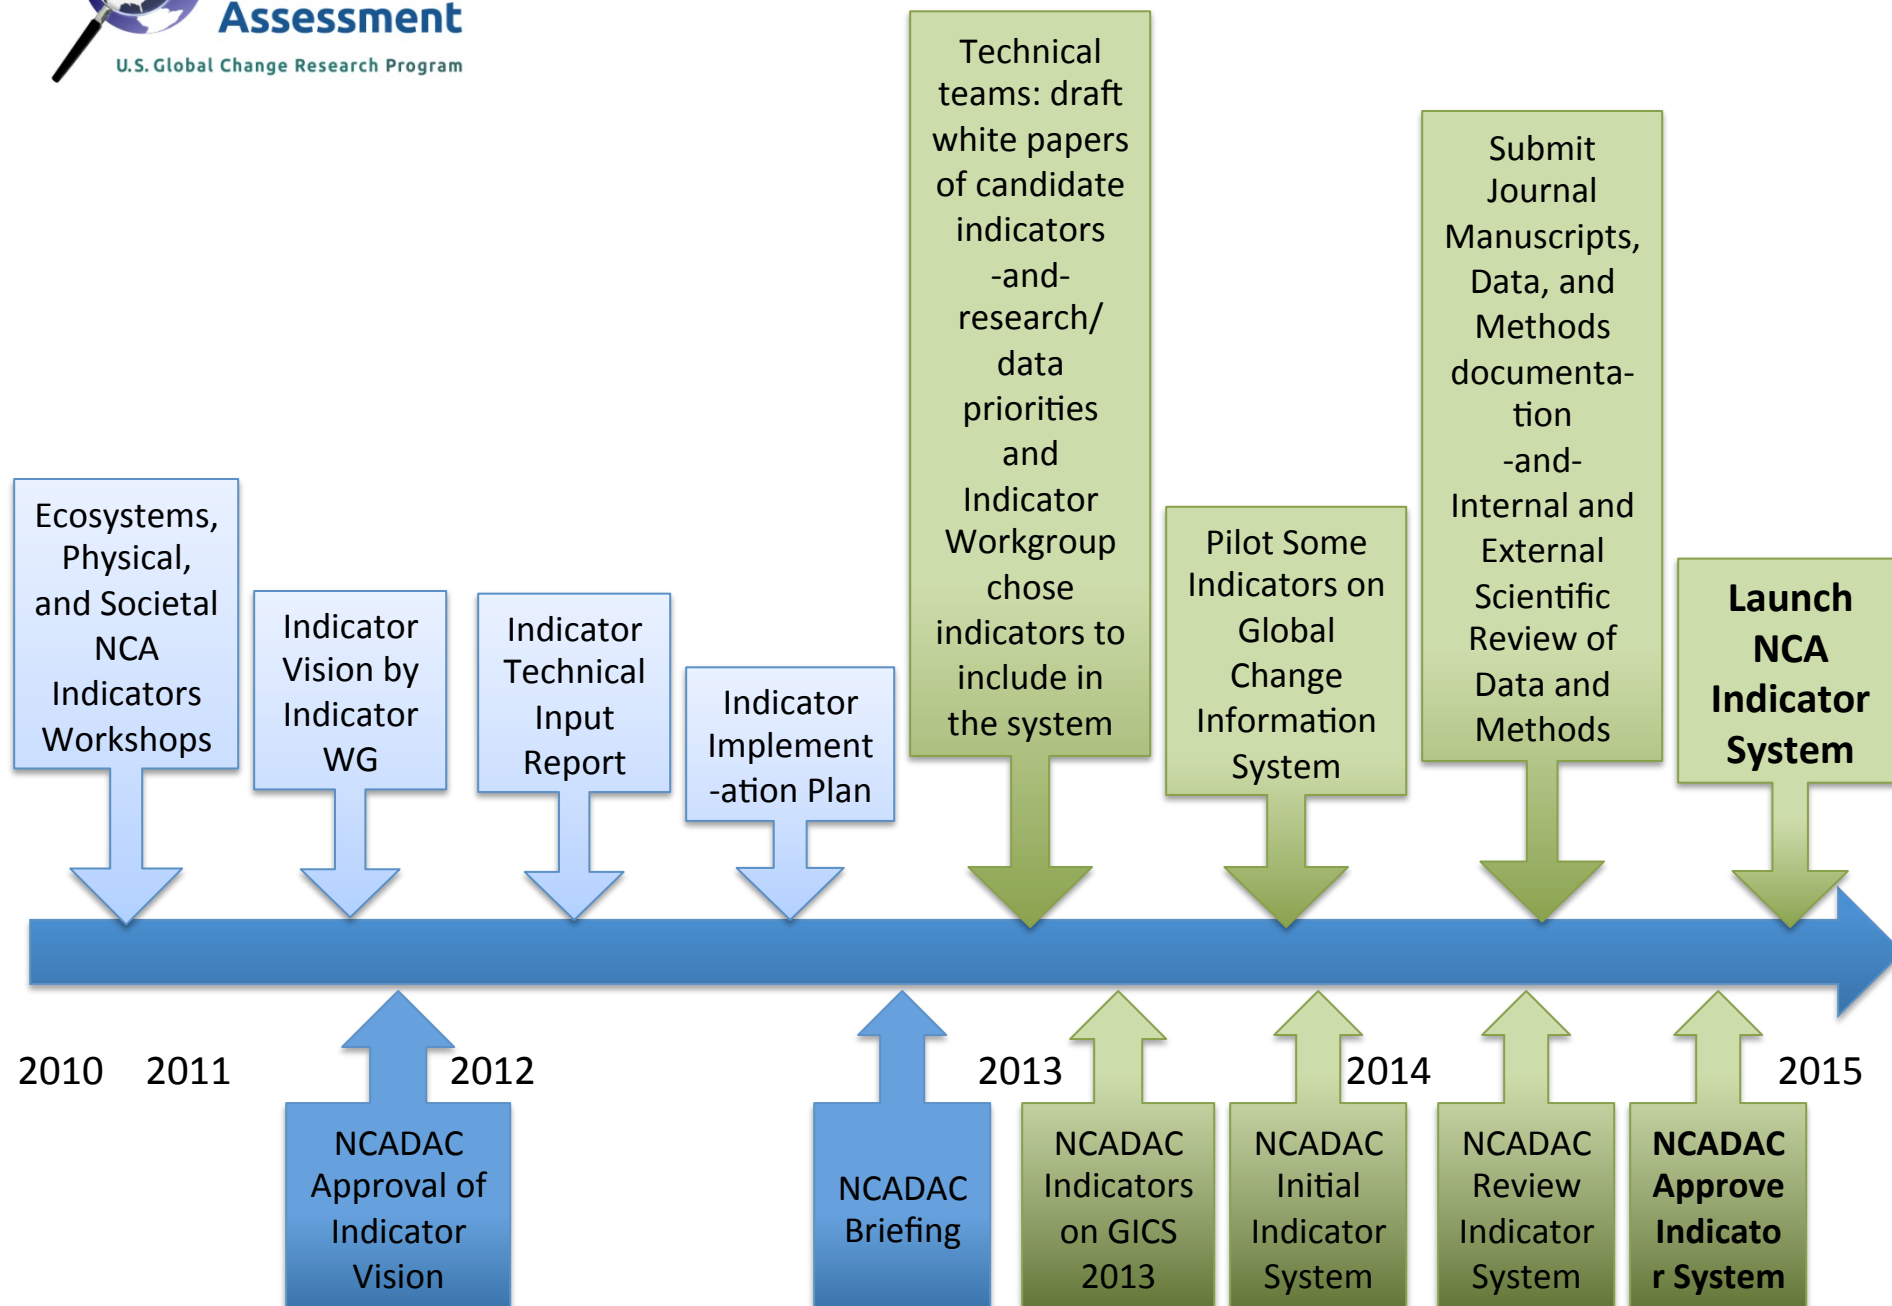 Assessment
U.S. Global Change Research Program
Ecosystems,
Physical,
and Societal
NCA
Indicators
Workshops
Indicator
Vision by
Indicator
WG
Indicator
Technical
Input
Report
Indicator
Implement
-ation Plan
Technical
teams: draft
white papers
of candidate
indicators
-and-
research/
data
priorities
and
Indicator
Workgroup
chose
indicators to
include in
the system
Pilot Some
Indicators on
Global
Change
Information
System
Submit
Journal
Manuscripts,
Data, and
Methods
documenta-
tion
-and-
Internal and
External
Scientific
Review of
Data and
Methods
Launch
NCA
Indicator
System
2010
2011
2012
2013
2014
2015
NCADAC
Approval of
Indicator
Vision
NCADAC
Briefing
NCADAC
Indicators
on GICS
2013
NCADAC
Initial
Indicator
System
NCADAC
Review
Indicator
System
NCADAC
Approve
Indicato
r System